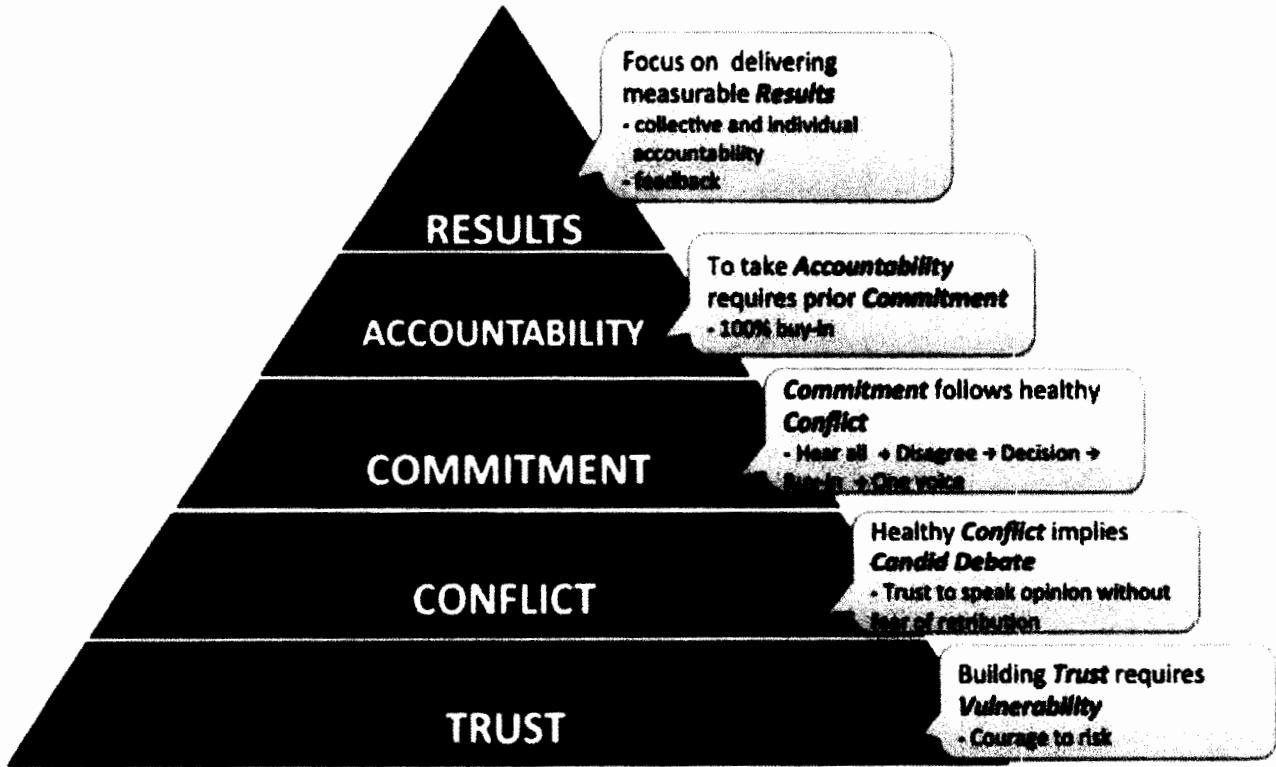 Focus on delivering
measurable Results
- collective and individual
accountability
- feedback
RESULTS
To take Accountability
requires prior Commitment
- 100% buy-in
ACCOUNTABILITY
Commitment follows healthy
Conflict
- Hear all → Disagree → Decision →
Buy-in → One voice
COMMITMENT
Healthy Conflict implies
Candid Debate
- Trust to speak opinion without
fear of retribution
CONFLICT
Building Trust requires
Vulnerability
- Courage to risk
TRUST